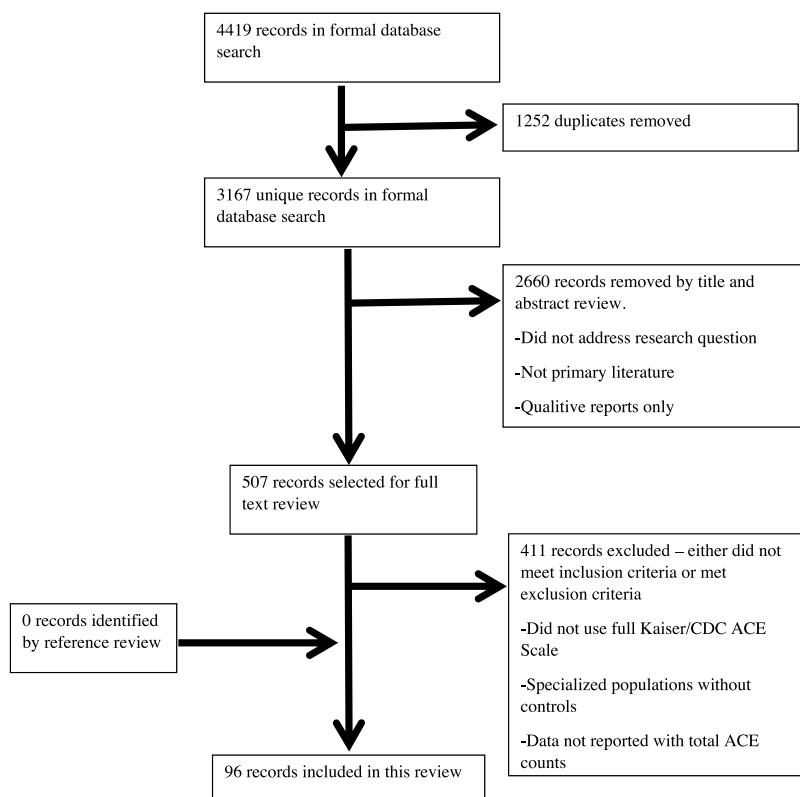 4419 records in formal database
search
1252 duplicates removed
3167 unique records in formal
database search
2660 records removed by title and
abstract review.
-Did not address research question
-Not primary literature
-Qualitive reports only
507 records selected for full
text review
411 records excluded – either did not
meet inclusion criteria or met
exclusion criteria
-Did not use full Kaiser/CDC ACE
Scale
-Specialized populations without
controls
-Data not reported with total ACE
counts
0 records identified
by reference review
96 records included in this review